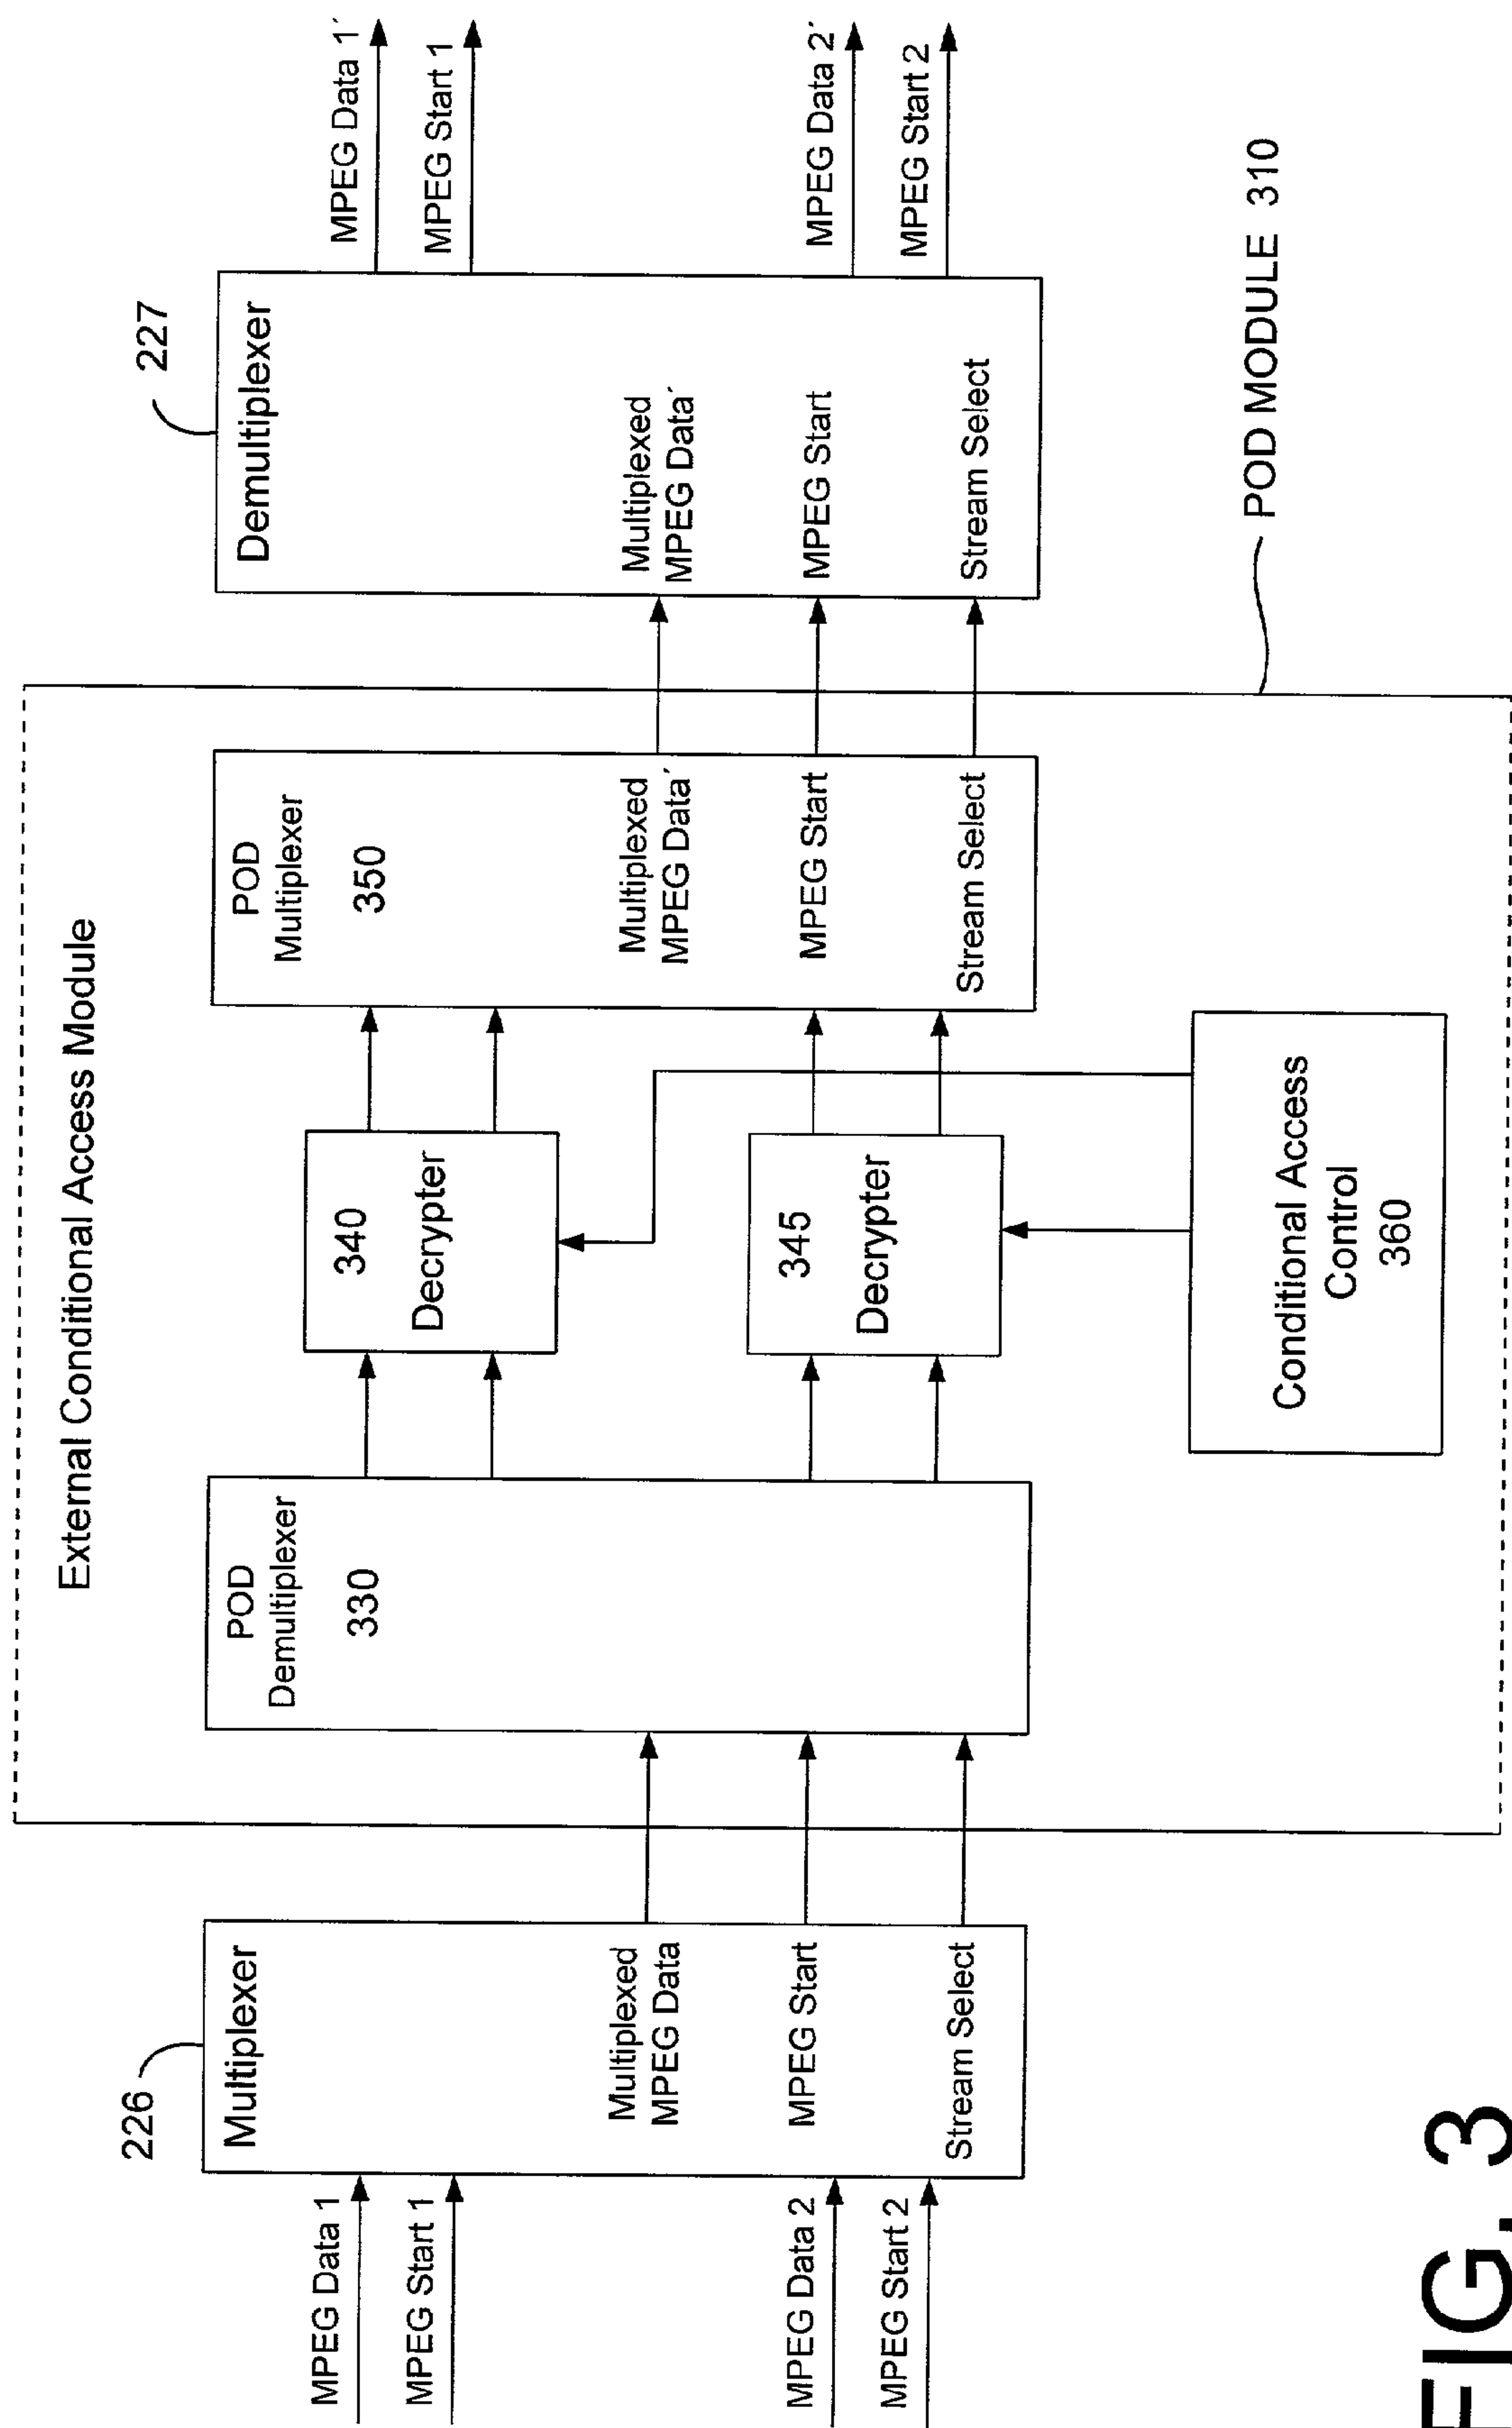 External Conditional Access Module
226
Multiplexer
MPEG Data 1
MPEG Start 1
Multiplexed
MPEG Data
MPEG Start
Stream Select
MPEG Data 2
MPEG Start 2
POD
Demultiplexer
330
340
Decrypter
345
Decrypter
Conditional Access
Control
360
POD
Multiplexer
350
Multiplexed
MPEG Data´
MPEG Start
Stream Select
227
Demultiplexer
Multiplexed
MPEG Data´
MPEG Start
Stream Select
MPEG Data 1´
MPEG Start 1
MPEG Data 2´
MPEG Start 2
POD MODULE 310
FIG. 3